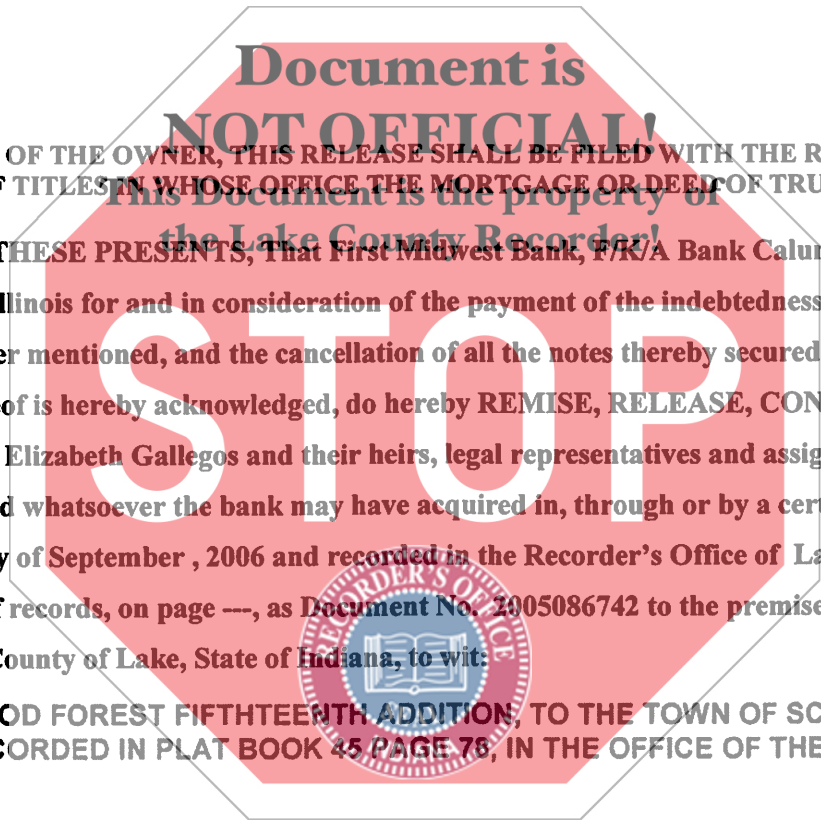 Document is
NOT OFFICIAL!
OF THE OWNER, THIS RELEASE SHALL BE FILED WITH THE R
F TITLES IN WHOSE OFFICE THE MORTGAGE OR DEED OF TRU
This Document is the property of
the Lake County Recorder!
THESE PRESENTS, That First Midwest Bank, F/K/A Bank Calum
llinois for and in consideration of the payment of the indebtedness
er mentioned, and the cancellation of all the notes thereby secured
of is hereby acknowledged, do hereby REMISE, RELEASE, CON
Elizabeth Gallegos and their heirs, legal representatives and assig
d whatsoever the bank may have acquired in, through or by a cert
y of September , 2006 and recorded in the Recorder's Office of La
f records, on page ---, as Document No. 2005086742 to the premise
County of Lake, State of Indiana, to wit:
OD FOREST FIFTHTEENTH ADDITION, TO THE TOWN OF SC
CORDED IN PLAT BOOK 45 PAGE 78, IN THE OFFICE OF THE
STOP
RECORDER'S OFFICE